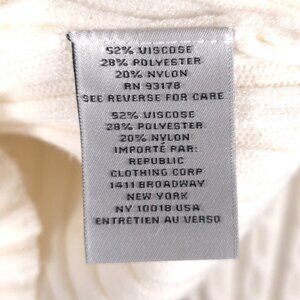 52% VISCOSE
28% POLYESTER
20% NYLON
RN 93178
SEE REVERSE FOR CARE
52% VISCOSE
28% POLYESTER
20% NYLON
IMPORTÉ PAR:
REPUBLIC
CLOTHING CORP
1411 BROADWAY
NEW YORK
NY 10018 USA
ENTRETIEN AU VERSO